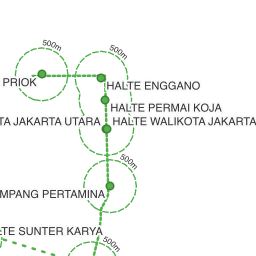 500m
500m
PRIOK
HALTE ENGGANO
HALTE PERMAI KOJA
TA JAKARTA UTARA
HALTE WALIKOTA JAKARTA
500m
MPANG PERTAMINA
TE SUNTER KARYA
500m